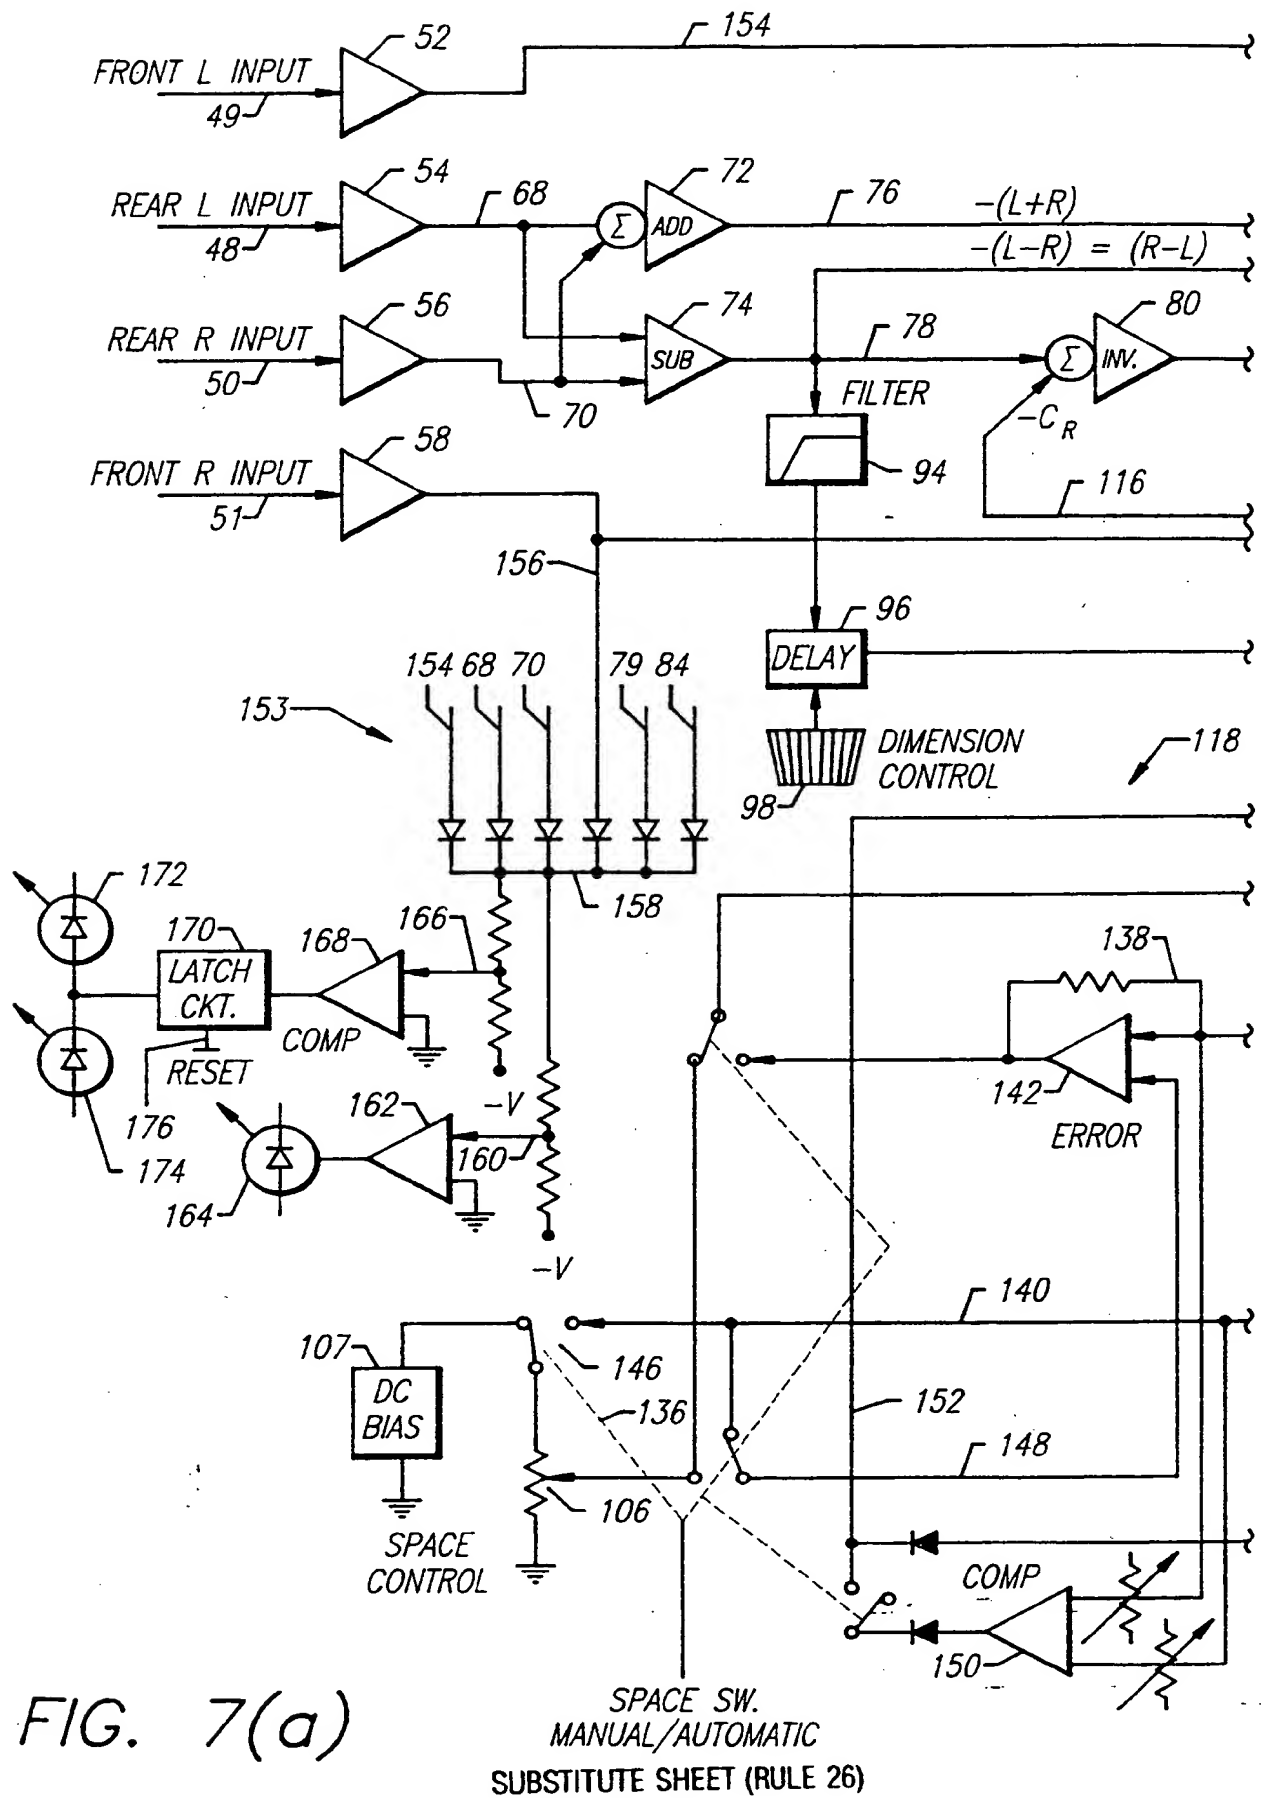 52
154
FRONT L INPUT
49
54
72
REAR L INPUT
68
Σ
ADD
76
-(L+R)
48
-(L-R) = (R-L)
56
74
80
REAR R INPUT
SUB
78
Σ
INV.
50
70
FILTER
-C R
58
FRONT R INPUT
94
116
51
156
96
DELAY
154 68 70 79 84
153
DIMENSION
CONTROL
118
98
172
158
170
168
166
138
LATCH
CKT.
COMP
RESET
142
-V
162
176
160
ERROR
174
164
-V
140
107
146
DC
BIAS
136
152
148
106
SPACE
CONTROL
COMP
150
SPACE SW.
MANUAL/AUTOMATIC
FIG. 7(a)
SUBSTITUTE SHEET (RULE 26)